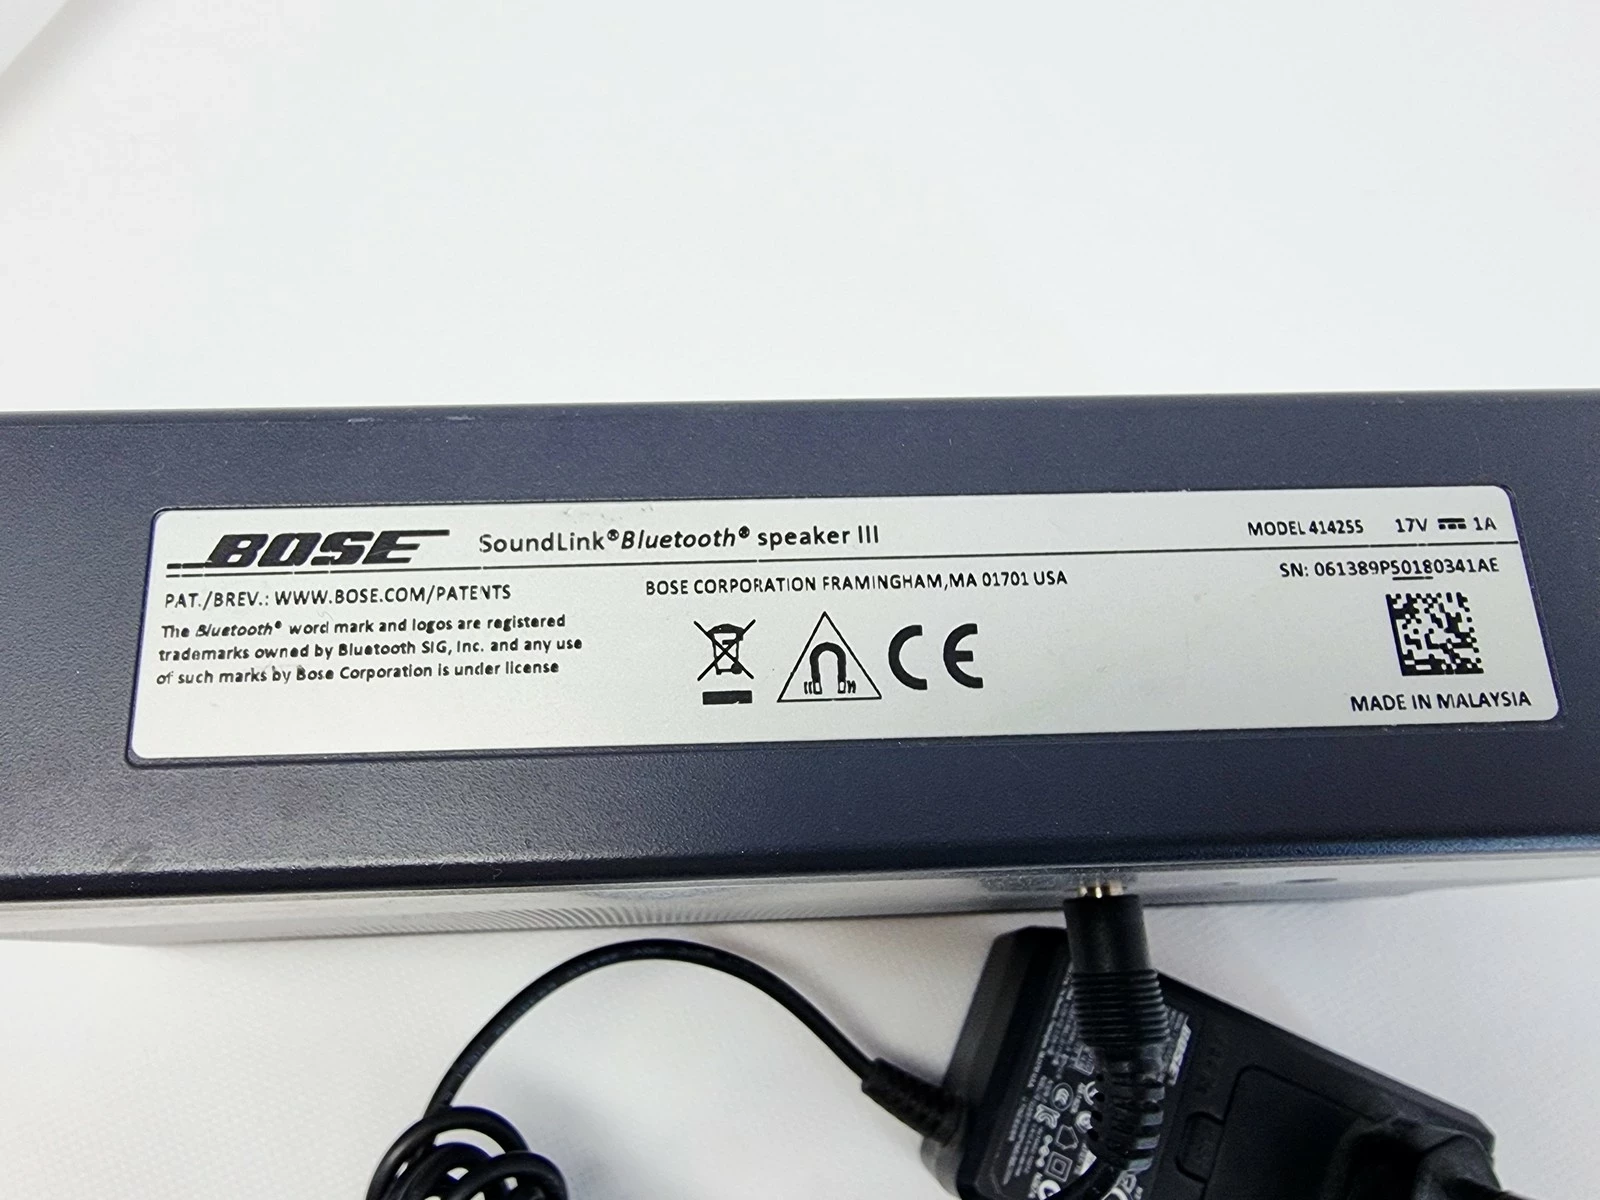 BOSE SoundLink® Bluetooth® speaker III MODEL 414255 17V 1A
PAT./BREV.: WWW.BOSE.COM/PATENTS BOSE CORPORATION FRAMINGHAM,MA 01701 USA SN: 061389P50180341AE
The Bluetooth® word mark and logos are registered
trademarks owned by Bluetooth SIG, Inc. and any use
of such marks by Bose Corporation is under license
CE
MADE IN MALAYSIA